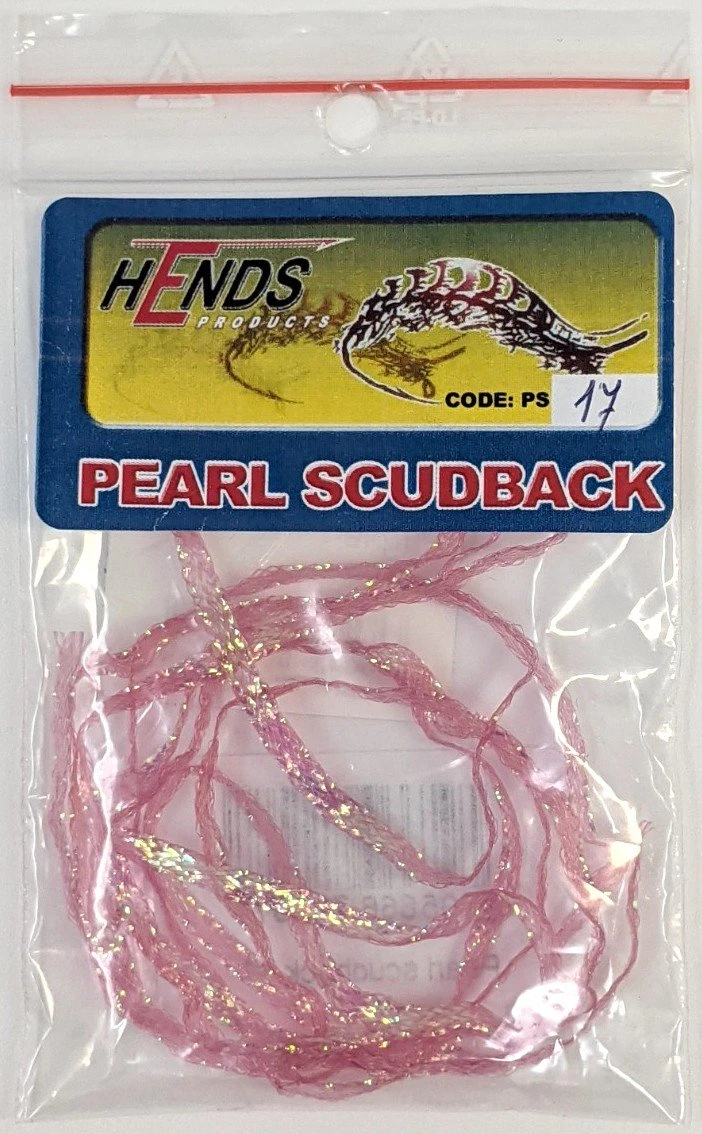 HENDS
PRODUCTS
CODE: PS 17
PEARL SCUDBACK